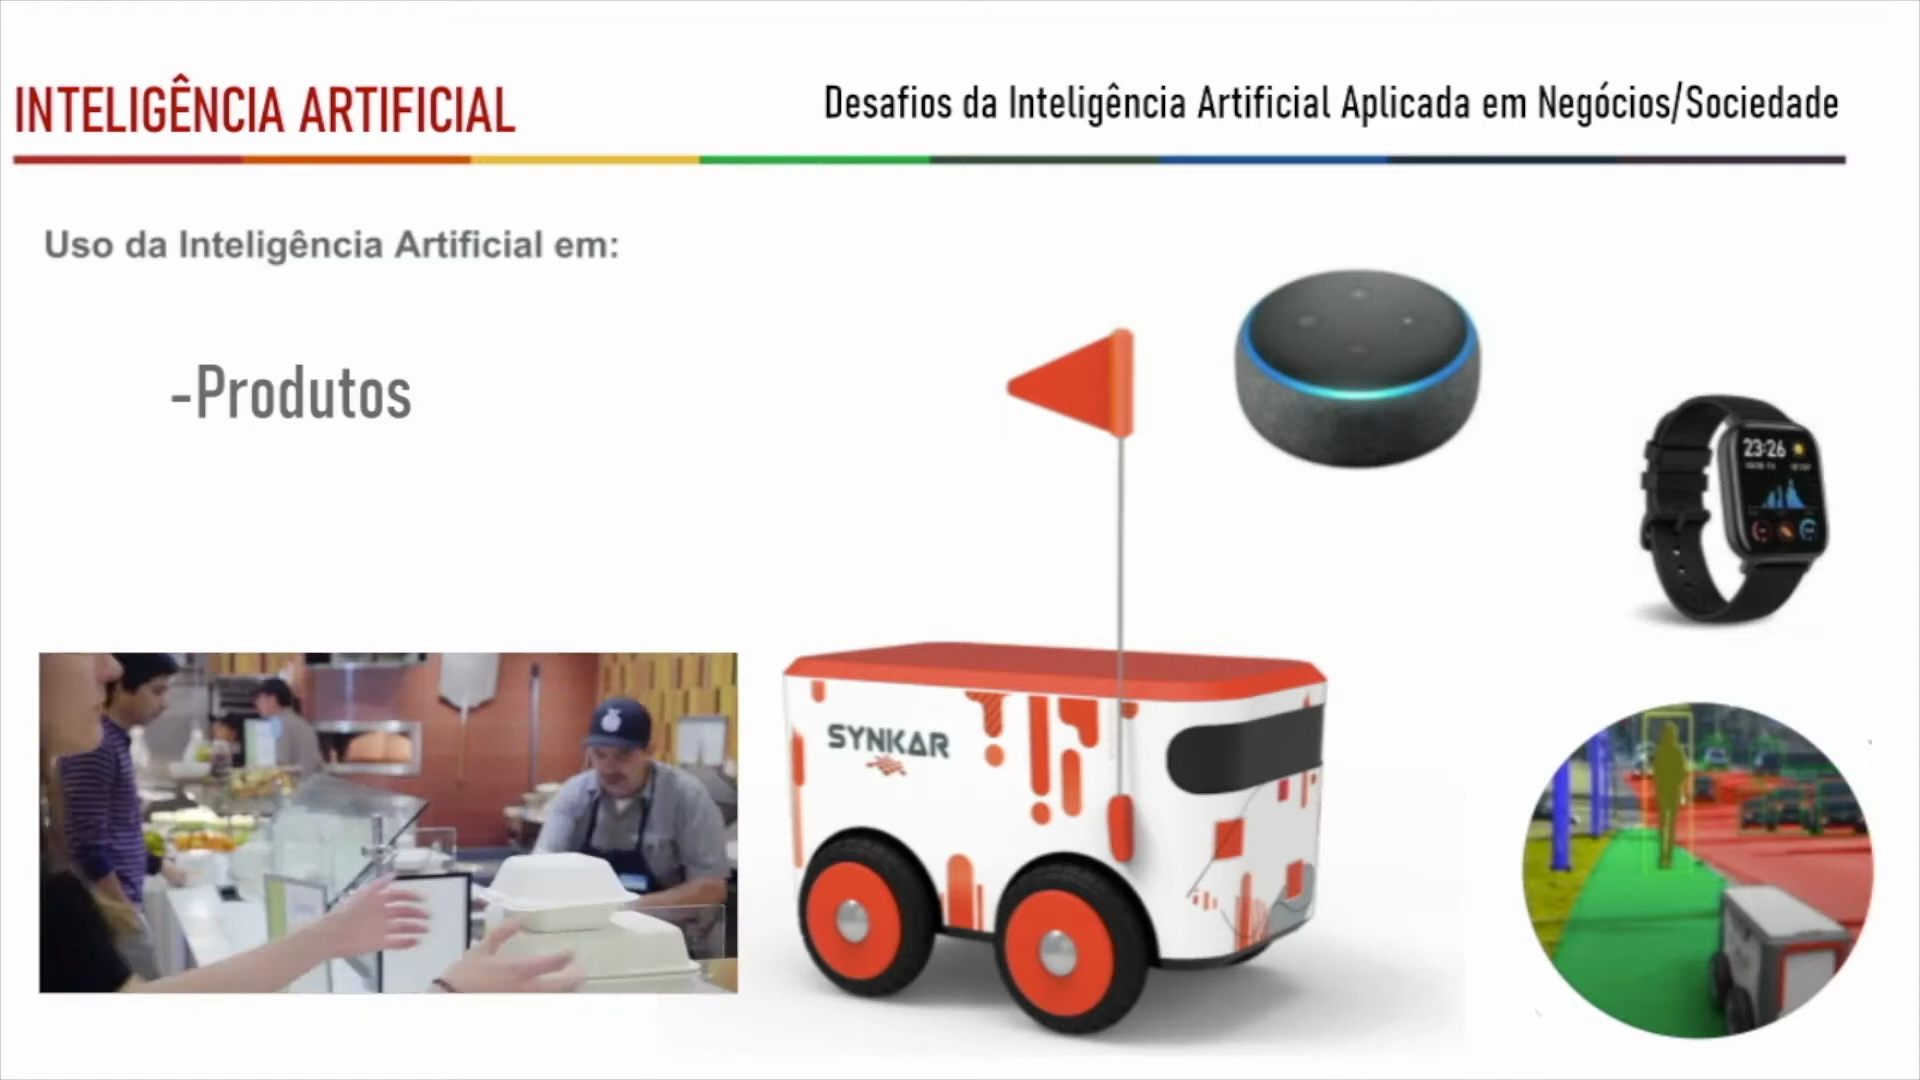 INTELIGÊNCIA ARTIFICIAL
Desafios da Inteligência Artificial Aplicada em Negócios/Sociedade
Uso da Inteligência Artificial em:
-Produtos
23:26
SYNKAR